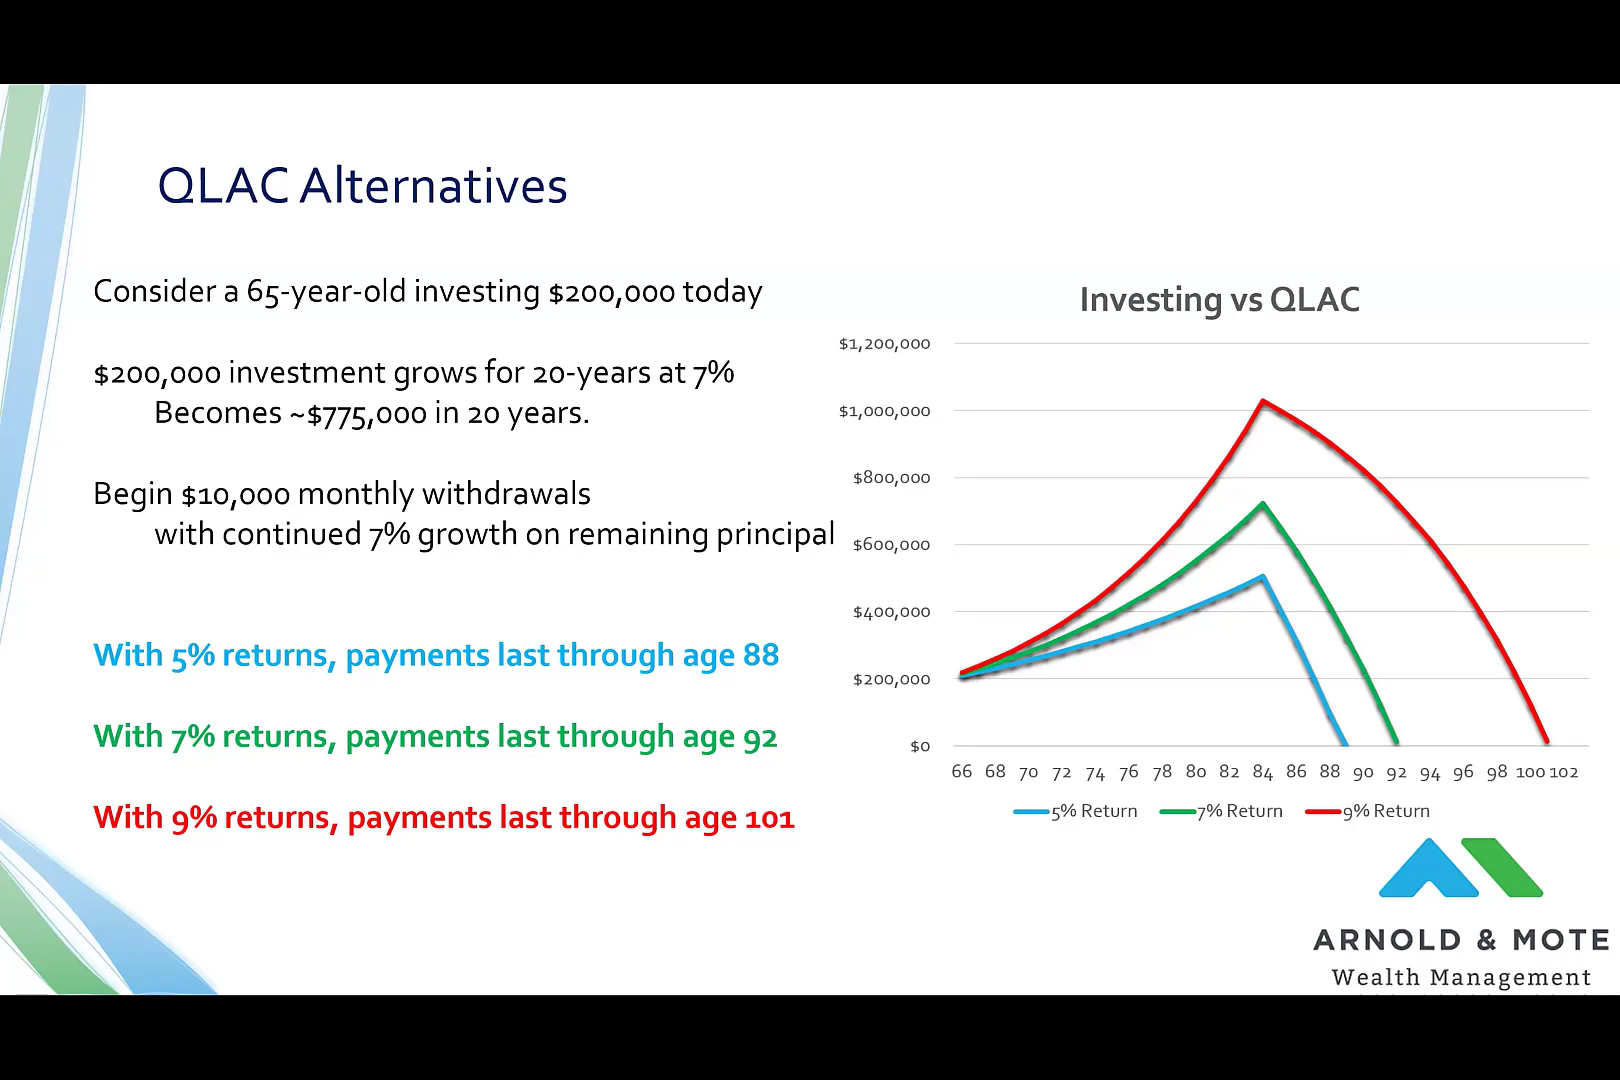 QLAC Alternatives
Consider a 65-year-old investing $200,000 today
$200,000 investment grows for 20-years at 7%
Becomes ~$775,000 in 20 years.
Begin $10,000 monthly withdrawals
with continued 7% growth on remaining principal
With 5% returns, payments last through age 88
With 7% returns, payments last through age 92
With 9% returns, payments last through age 101
Investing vs QLAC
$1,200,000
$1,000,000
$800,000
$600,000
$400,000
$200,000
$0
66 68 70 72 74 76 78 80 82 84 86 88 90 92 94 96 98 100 102
5% Return 7% Return 9% Return
ARNOLD & MOTE
Wealth Management